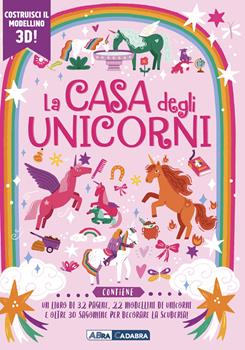 COSTRUISCI IL
MODELLINO
3D!
La CASA degli
UNICORNI
CONTIENE
UN LIBRO DI 32 PAGINE, 22 MODELLINI DI UNICORNI
E OLTRE 30 SAGOMINE PER DECORARE LA SCUDERIA!
ABRA CADABRA